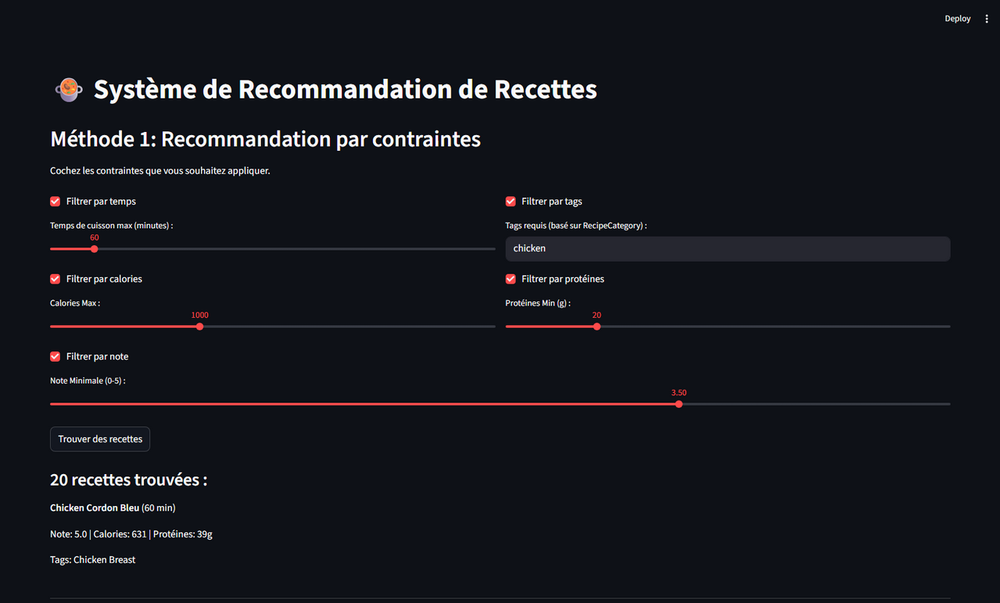 Deploy
Système de Recommandation de Recettes
Méthode 1: Recommandation par contraintes
Cochez les contraintes que vous souhaitez appliquer.
Filtrer par temps
Temps de cuisson max (minutes) :
60
Filtrer par tags
Tags requis (basé sur RecipeCategory) :
chicken
Filtrer par calories
Calories Max :
1000
Filtrer par protéines
Protéines Min (g) :
20
Filtrer par note
Note Minimale (0-5) :
3.50
Trouver des recettes
20 recettes trouvées :
Chicken Cordon Bleu (60 min)
Note: 5.0 | Calories: 631 | Protéines: 39g
Tags: Chicken Breast